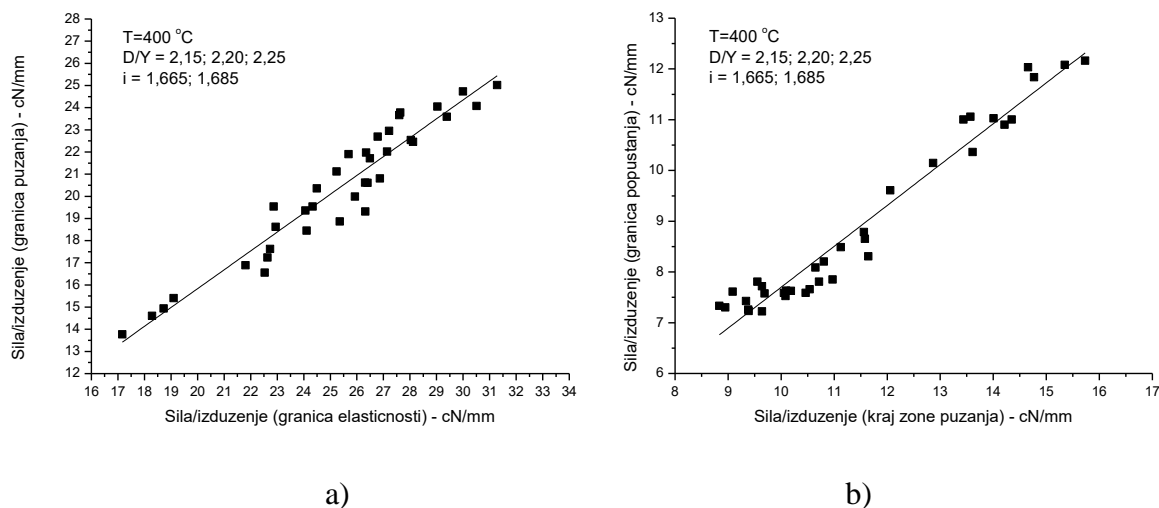 T=400 °C
D/Y = 2,15; 2,20; 2,25
i = 1,665; 1,685
Sila/izduzenje (granica puzanja) - cN/mm
28
27
26
25
24
23
22
21
20
19
18
17
16
15
14
13
12
16 17 18 19 20 21 22 23 24 25 26 27 28 29 30 31 32 33 34
Sila/izduzenje (granica elasticnosti) - cN/mm
a)
T=400 °C
D/Y = 2,15; 2,20; 2,25
i = 1,665; 1,685
Sila/izduzenje (granica popustanja) - cN/mm
13
12
11
10
9
8
7
6
8 9 10 11 12 13 14 15 16 17
Sila/izduzenje (kraj zone puzanja) - cN/mm
b)